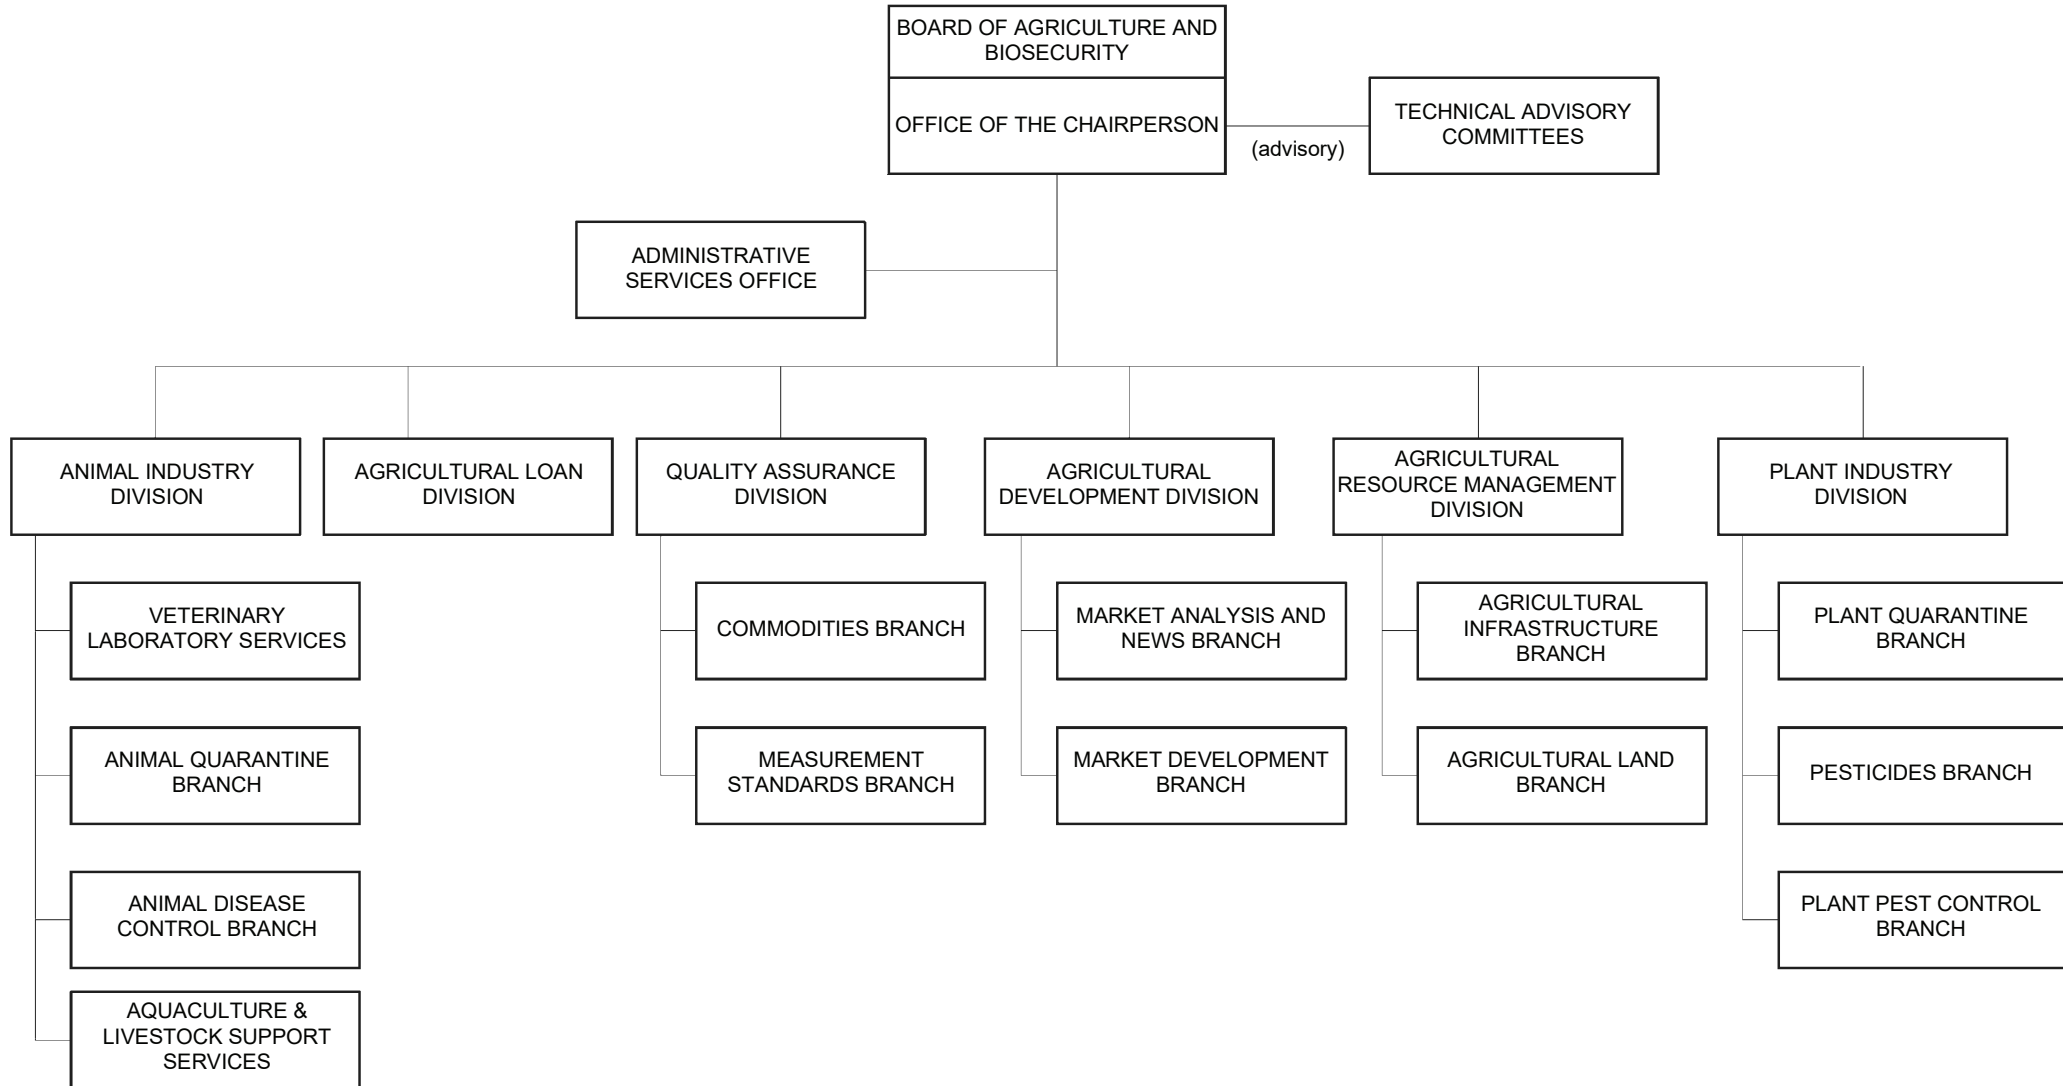 BOARD OF AGRICULTURE AND
BIOSECURITY
OFFICE OF THE CHAIRPERSON
(advisory)
TECHNICAL ADVISORY
COMMITTEES
ADMINISTRATIVE
SERVICES OFFICE
ANIMAL INDUSTRY
DIVISION
AGRICULTURAL LOAN
DIVISION
QUALITY ASSURANCE
DIVISION
AGRICULTURAL
DEVELOPMENT DIVISION
AGRICULTURAL
RESOURCE MANAGEMENT
DIVISION
PLANT INDUSTRY
DIVISION
VETERINARY
LABORATORY SERVICES
COMMODITIES BRANCH
MARKET ANALYSIS AND
NEWS BRANCH
AGRICULTURAL
INFRASTRUCTURE
BRANCH
PLANT QUARANTINE
BRANCH
ANIMAL QUARANTINE
BRANCH
MEASUREMENT
STANDARDS BRANCH
MARKET DEVELOPMENT
BRANCH
AGRICULTURAL LAND
BRANCH
PESTICIDES BRANCH
ANIMAL DISEASE
CONTROL BRANCH
PLANT PEST CONTROL
BRANCH
AQUACULTURE &
LIVESTOCK SUPPORT
SERVICES